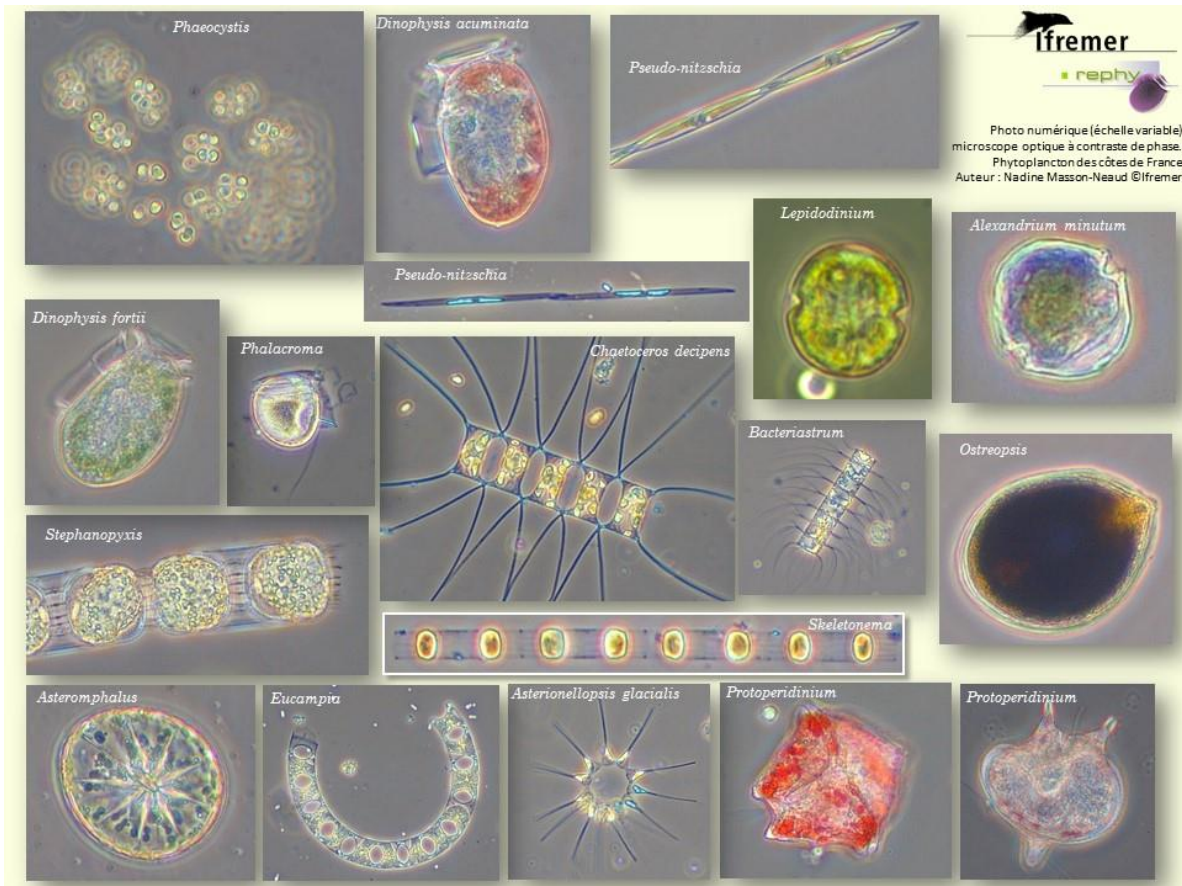 Phaeocystis
Dinophysis acuminata
Pseudo-nitzschia
Ifremer
rephy
Photo numérique (échelle variable)
microscope optique à contraste de phase.
Phytoplancton des côtes de France
Auteur : Nadine Masson-Neaud ©Ifremer
Lepidodinium
Alexandrium minutum
Pseudo-nitzschia
Dinophysis fortii
Phalacroma
Chaetoceros decipens
Bacteriastrum
Ostreopsis
Stephanopyxis
Skeletonema
Asteromphalus
Eucampia
Asterionellopsis glacialis
Protoperidinium
Protoperidinium